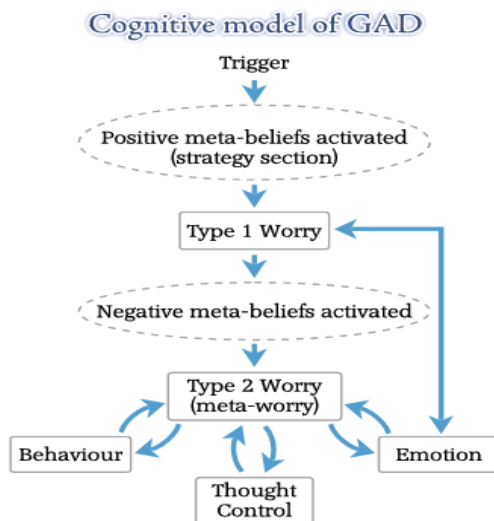 Cognitive model of GAD
Trigger
Positive meta-beliefs activated
(strategy section)
Type 1 Worry
Negative meta-beliefs activated
Type 2 Worry
(meta-worry)
Behaviour
Emotion
Thought
Control